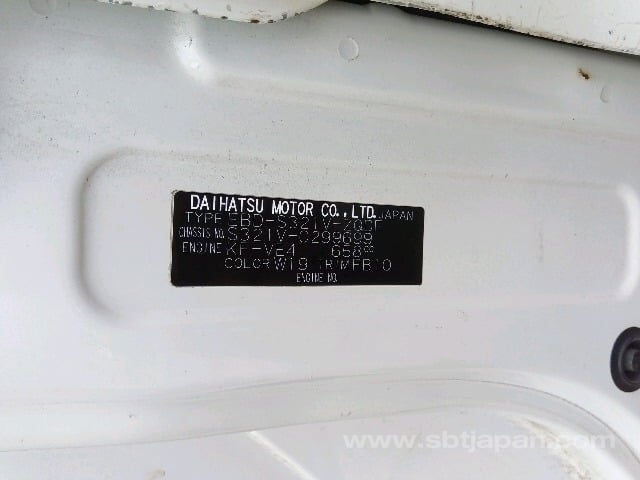 DAIHATSU MOTOR CO.,LTD. JAPAN
TYPE EBD-S321V-ZQDF
CHASSIS NO. S321V-0299699
ENGINE KF-VE4 658cc
COLOR W19 TRIM FB10
ENGINE NO.
www.sbtjapan.com